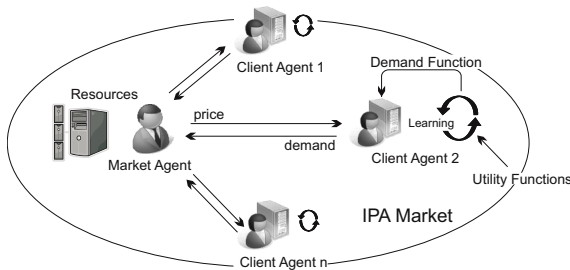 Client Agent 1
Demand Function
Resources
price
Learning
demand
Market Agent
Client Agent 2
Utility Functions
IPA Market
Client Agent n